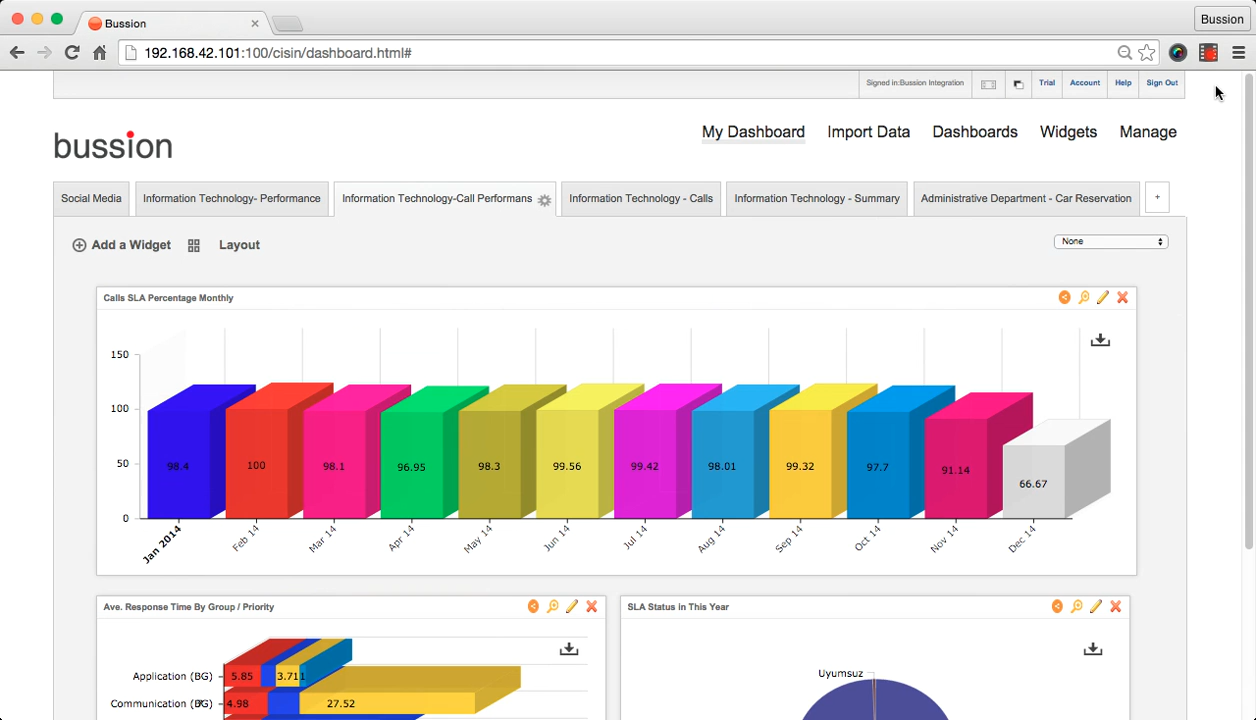 Bussion
Bussion
192.168.42.101:100/cisin/dashboard.html#
Signed in:Bussion Integration Trial Account Help Sign Out
bussion
My Dashboard Import Data Dashboards Widgets Manage
Social Media Information Technology- Performance Information Technology-Call Performans Information Technology - Calls Information Technology - Summary Administrative Department - Car Reservation +
Add a Widget Layout None
Calls SLA Percentage Monthly
150
100
50
0
98.4 100 98.1 96.95 98.3 99.56 99.42 98.01 99.32 97.7 91.14 66.67
Jan 2014 Feb 14 Mar 14 Apr 14 May 14 Jun 14 Jul 14 Aug 14 Sep 14 Oct 14 Nov 14 Dec 14
Ave. Response Time By Group / Priority
Application (BG) 5.85 3.711
Communication (BG) 4.98 27.52
SLA Status in This Year
Uyumsuz